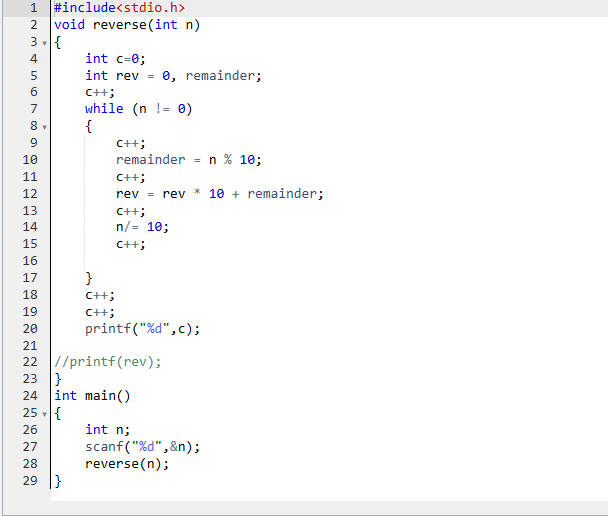 1 #include<stdio.h>
2 void reverse(int n)
3 {
4 int c=0;
5 int rev = 0, remainder;
6 c++;
7 while (n != 0)
8 {
9 c++;
10 remainder = n % 10;
11 c++;
12 rev = rev * 10 + remainder;
13 c++;
14 n/= 10;
15 c++;
16
17 }
18 c++;
19 c++;
20 printf("%d",c);
21
22 //printf(rev);
23 }
24 int main()
25 {
26 int n;
27 scanf("%d",&n);
28 reverse(n);
29 }